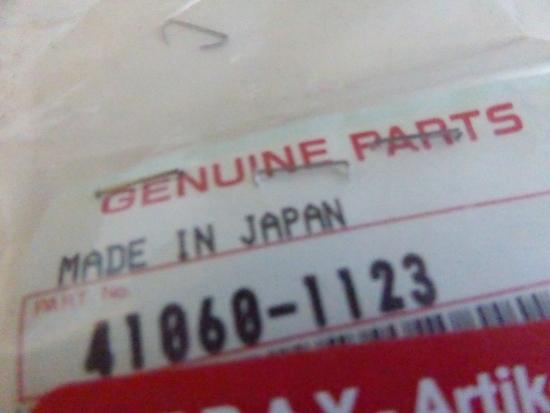 GENUINE PARTS
MADE IN JAPAN
PART No.
41060-1123